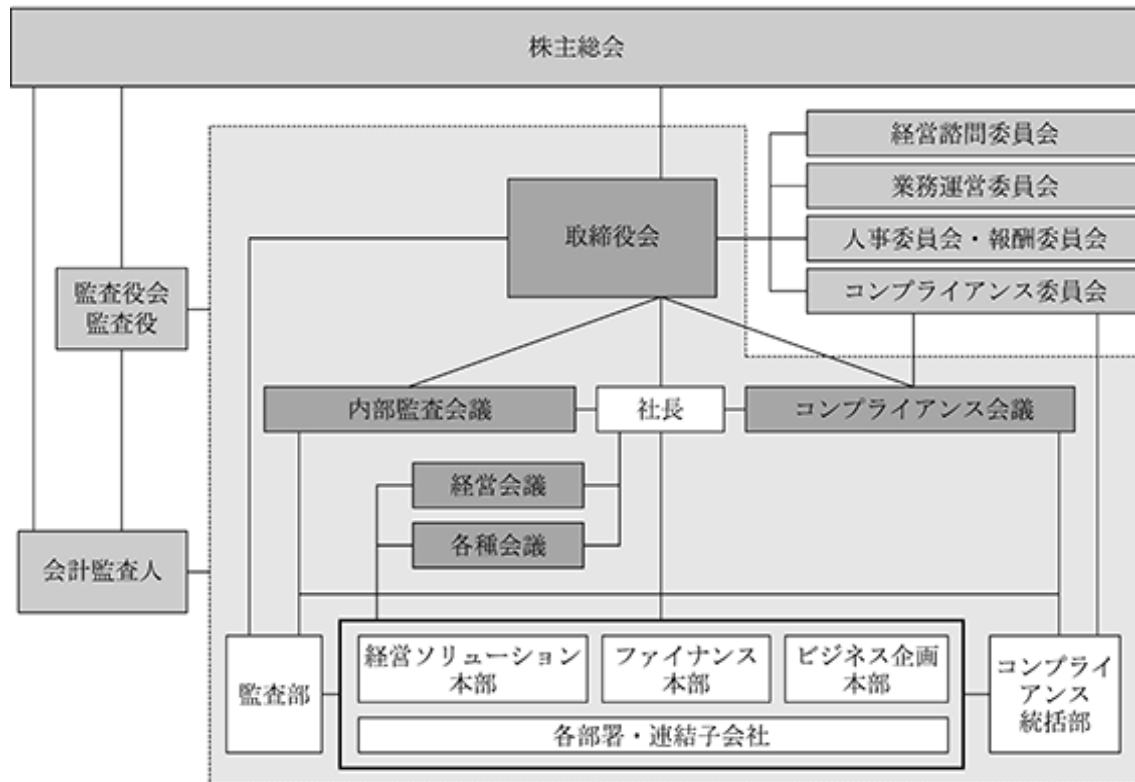 株主総会
経営諮問委員会
業務運営委員会
取締役会
人事委員会・報酬委員会
コンプライアンス委員会
監査役会
監査役
内部監査会議
社長
コンプライアンス会議
経営会議
各種会議
会計監査人
監査部
経営ソリューション
本部
ファイナンス
本部
ビジネス企画
本部
コンプライ
アンス
統括部
各部署・連結子会社